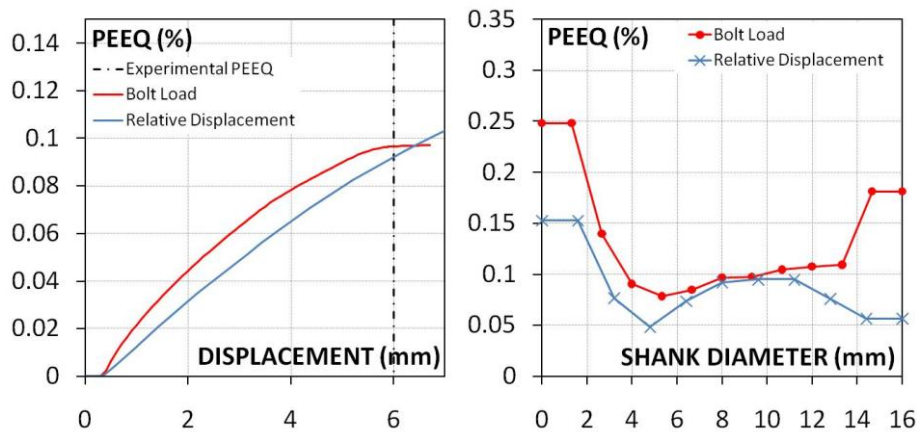 PEEQ (%)
Experimental PEEQ
Bolt Load
Relative Displacement
0.14
0.12
0.1
0.08
0.06
0.04
0.02
0
DISPLACEMENT (mm)
0 2 4 6
PEEQ (%)
Bolt Load
Relative Displacement
0.35
0.3
0.25
0.2
0.15
0.1
0.05
0
SHANK DIAMETER (mm)
0 2 4 6 8 10 12 14 16